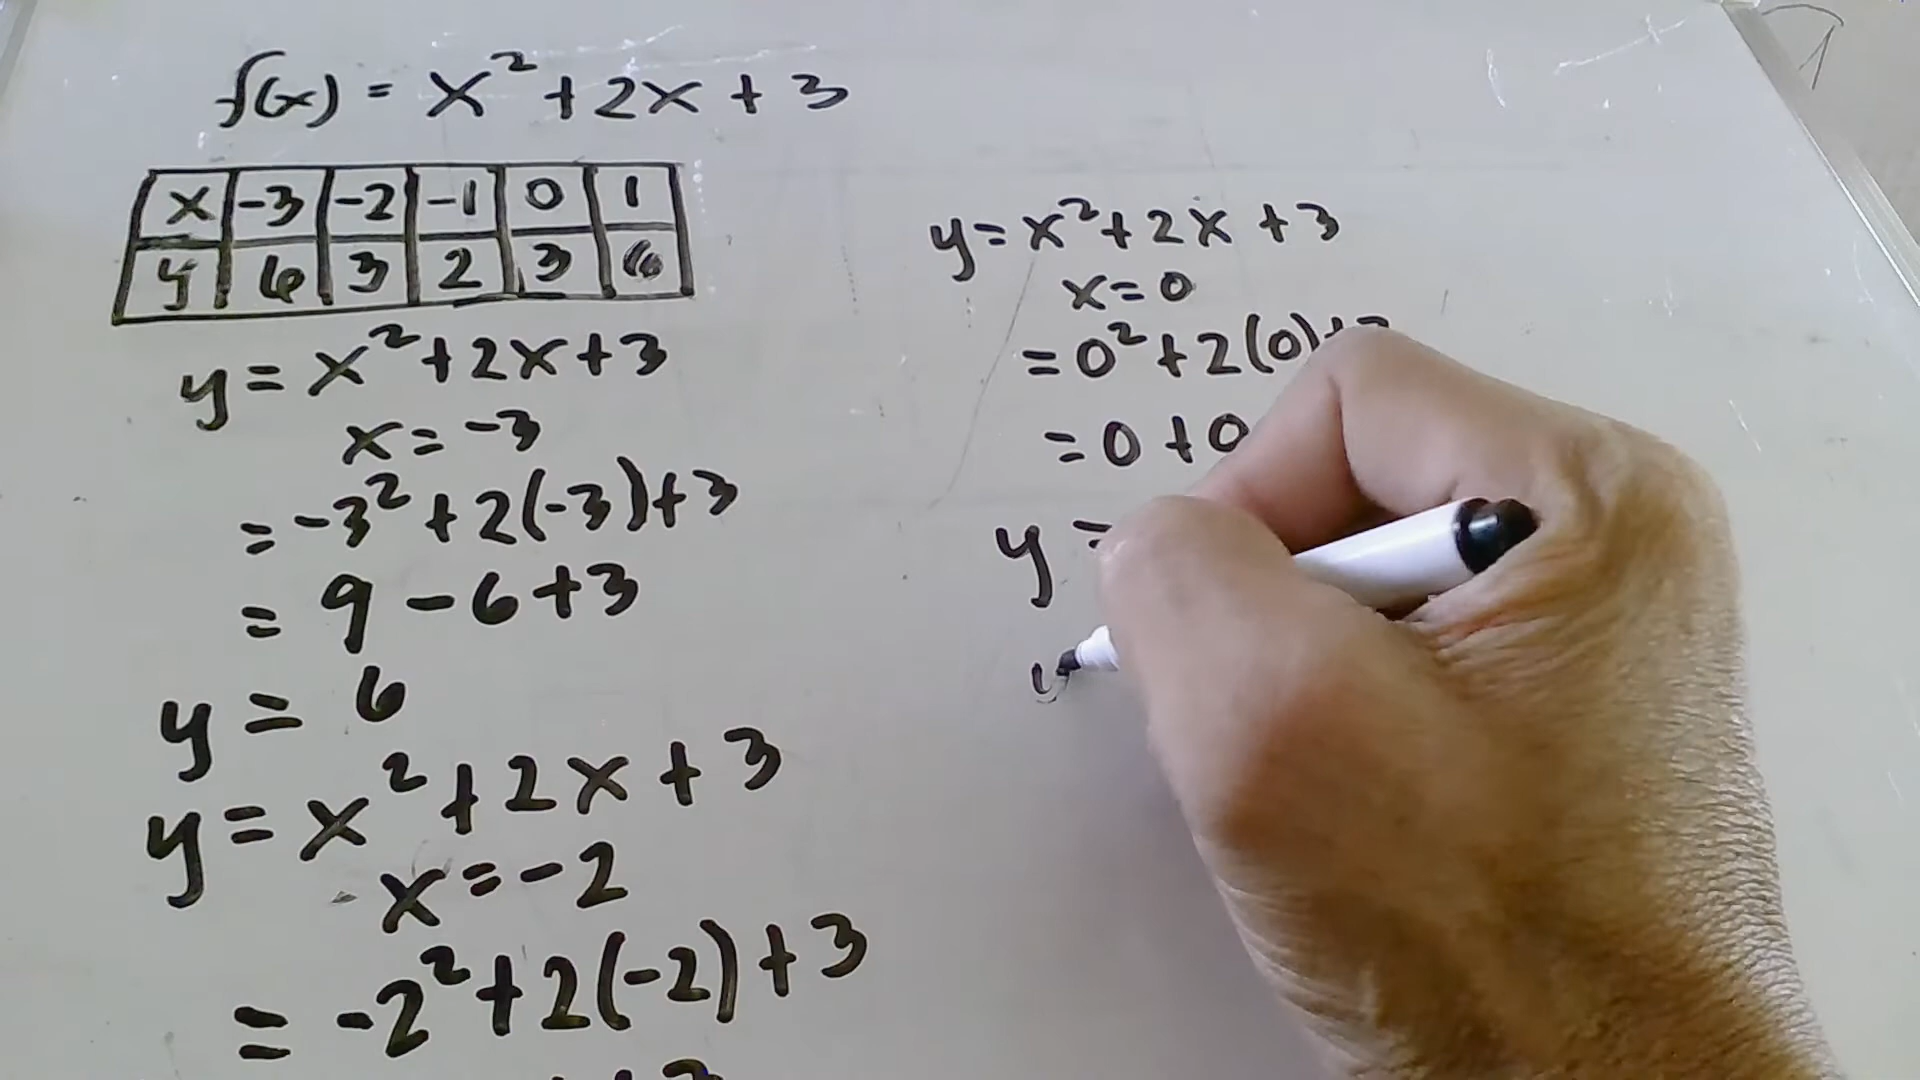 f(x) = x² + 2x + 3
x -3 -2 -1 0 1
y 6 3 2 3 6
y = x² + 2x + 3
x = -3
= -3² + 2(-3) + 3
= 9 - 6 + 3
y = 6
y = x² + 2x + 3
x = -2
= -2² + 2(-2) + 3
+3
y = x² + 2x + 3
x = 0
= 0² + 2(0) + 3
= 0 + 0
y =